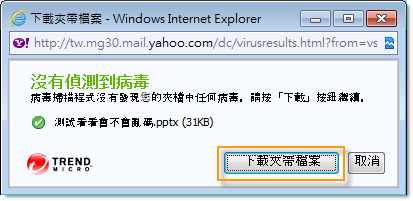 下載夾帶檔案 - Windows Internet Explorer
http://tw.mg30.mail.yahoo.com/dc/virusresults.html?from=vs
沒有偵測到病毒
病毒掃描程式沒有發現您的夾檔中任何病毒。請按「下載」按鈕繼續。
測試看看會不會亂碼.pptx (31KB)
TREND
MICRO
下載夾帶檔案
取消